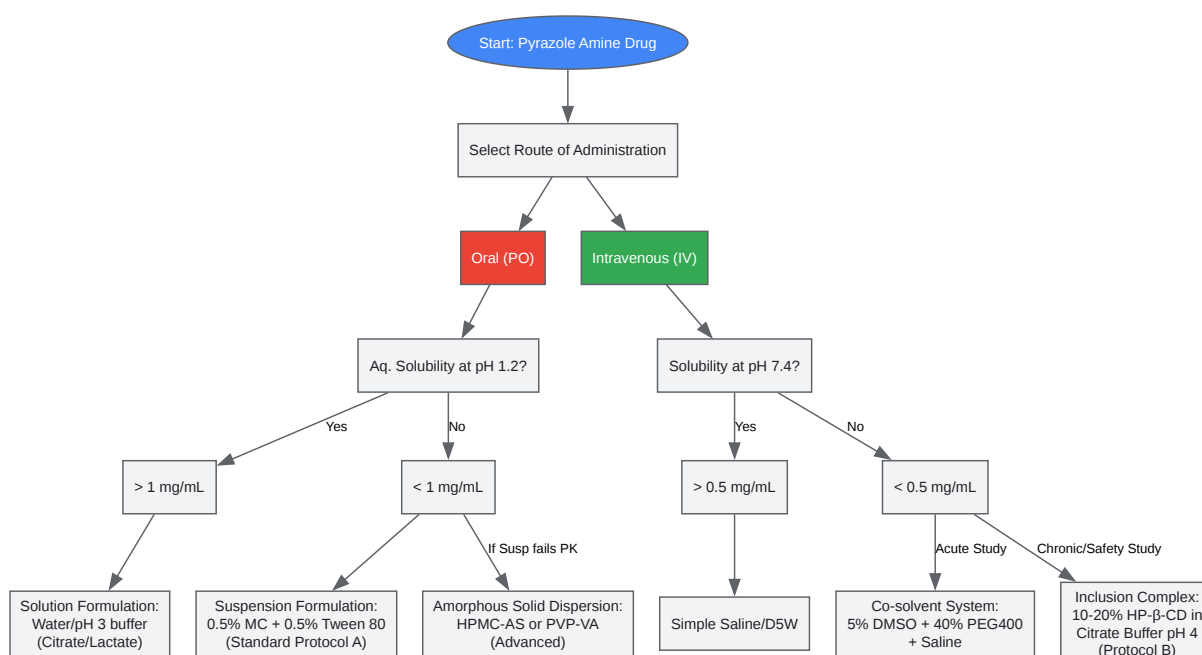 Start: Pyrazole Amine Drug
Select Route of Administration
Oral (PO)
Intravenous (IV)
Aq. Solubility at pH 1.2?
Solubility at pH 7.4?
Yes
No
Yes
No
> 1 mg/mL
< 1 mg/mL
> 0.5 mg/mL
< 0.5 mg/mL
If Susp fails PK
Acute Study
Chronic/Safety Study
Solution Formulation:
Water/pH 3 buffer
(Citrate/Lactate)
Suspension Formulation:
0.5% MC + 0.5% Tween 80
(Standard Protocol A)
Amorphous Solid Dispersion:
HPMC-AS or PVP-VA
(Advanced)
Simple Saline/D5W
Co-solvent System:
5% DMSO + 40% PEG400
+ Saline
Inclusion Complex:
10-20% HP-β-CD in
Citrate Buffer pH 4
(Protocol B)